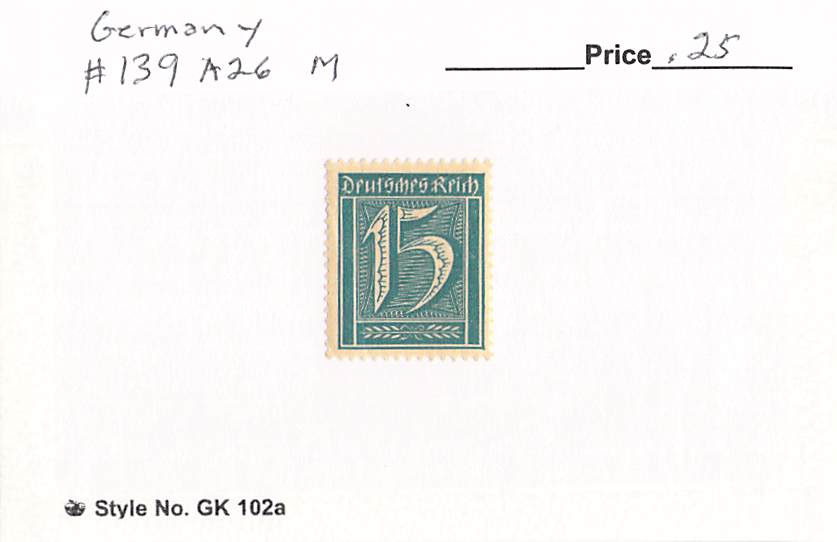 Germany
#139 A26 M
Price .25
Deutsches Reich
15
Style No. GK 102a